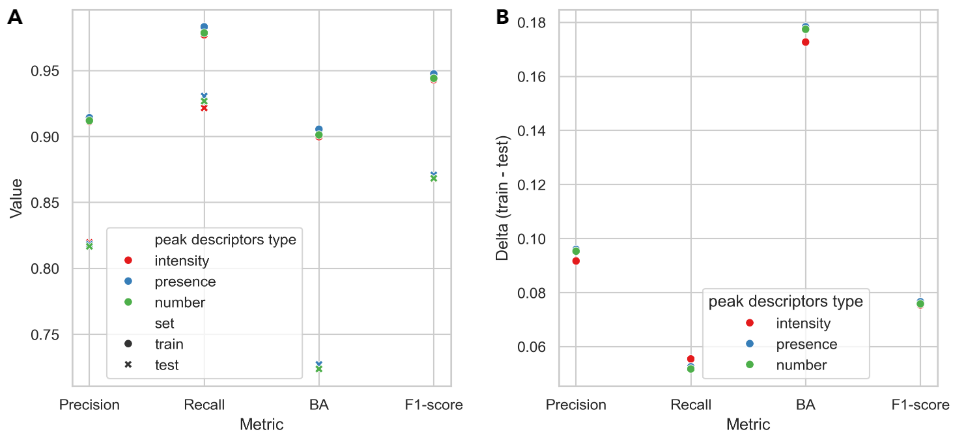 A
Value
0.95
0.90
0.85
0.80
0.75
peak descriptors type
intensity
presence
number
set
train
test
Precision
Recall
BA
F1-score
Metric
B
Delta (train - test)
0.18
0.16
0.14
0.12
0.10
0.08
0.06
peak descriptors type
intensity
presence
number
Precision
Recall
BA
F1-score
Metric